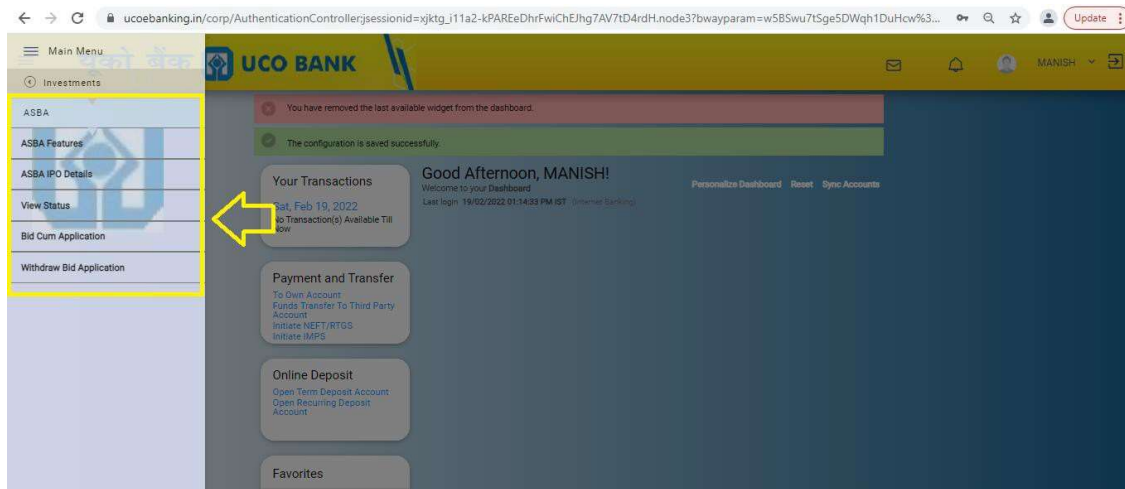 ucoebanking.in/corp/AuthenticationController;jsessionid=xjktg_i11a2-kPAREeDhrFwiChEJhg7AV7tD4rdH.node3?bwayparam=w5BSwu7tSge5DWqh1DuHcw%3...
Update
Main Menu
यूको बैंक
UCO BANK
MANISH
Investments
ASBA
ASBA Features
ASBA IPO Details
View Status
Bid Cum Application
Withdraw Bid Application
You have removed the last available widget from the dashboard.
The configuration is saved successfully.
Your Transactions
Sat, Feb 19, 2022
No Transaction(s) Available Till
Now
Good Afternoon, MANISH!
Welcome to your Dashboard
Last login 19/02/2022 01:14:33 PM IST (Internet Banking)
Personalize Dashboard Reset Sync Accounts
Payment and Transfer
To Own Account
Funds Transfer To Third Party
Account
Initiate NEFT/RTGS
Initiate IMPS
Online Deposit
Open Term Deposit Account
Open Recurring Deposit
Account
Favorites